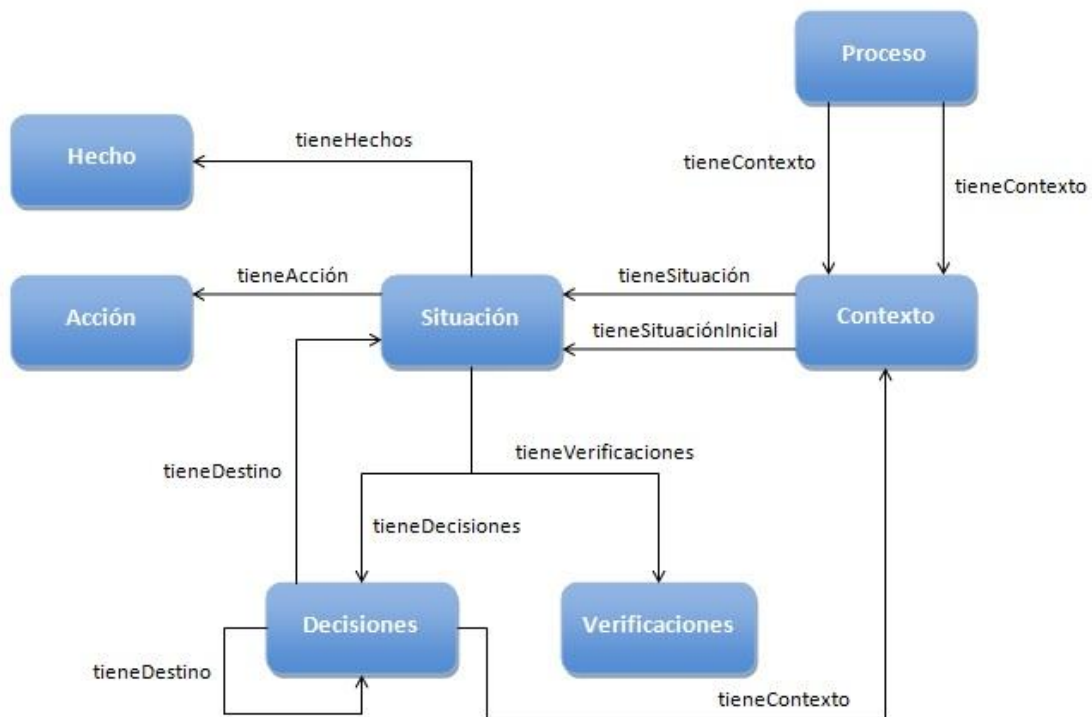 Proceso
Hecho
tieneHechos
tieneContexto
tieneContexto
Acción
tieneAcción
Situación
tieneSituación
tieneSituaciónInicial
Contexto
tieneVerificaciones
tieneDestino
tieneDecisiones
Decisiones
Verificaciones
tieneDestino
tieneContexto